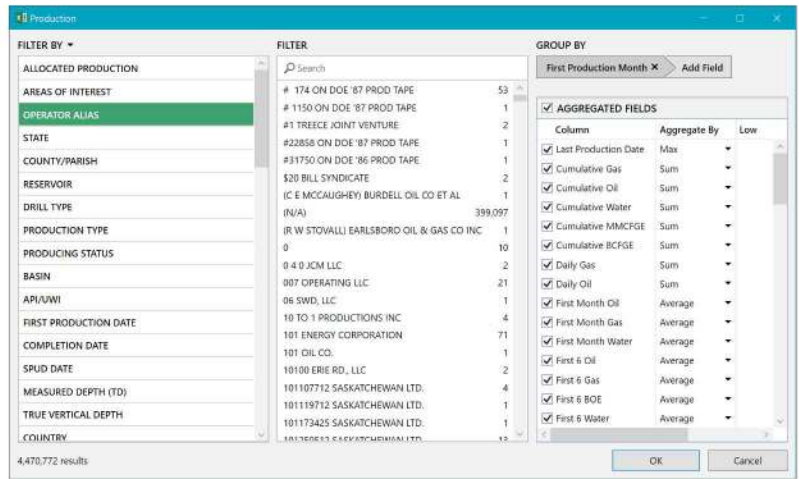 Production
FILTER BY
ALLOCATED PRODUCTION
AREAS OF INTEREST
OPERATOR ALIAS
STATE
COUNTY/PARISH
RESERVOIR
DRILL TYPE
PRODUCTION TYPE
PRODUCING STATUS
BASIN
API/UWI
FIRST PRODUCTION DATE
COMPLETION DATE
SPUD DATE
MEASURED DEPTH (TD)
TRUE VERTICAL DEPTH
COUNTRY
4,470,772 results
FILTER
Search
# 174 ON DOE '87 PROD TAPE 53
# 1150 ON DOE '87 PROD TAPE 1
#1 TREECE JOINT VENTURE 2
#22858 ON DOE '87 PROD TAPE 1
#31750 ON DOE '86 PROD TAPE 1
$20 BILL SYNDICATE 2
(C E MCCAUGHEY) BURDELL OIL CO ET AL 1
(N/A) 399,097
(R W STOVALL) EARLSBORO OIL & GAS CO INC 1
0 10
0 4 0 JCM LLC 2
007 OPERATING LLC 21
06 SWD, LLC 1
10 TO 1 PRODUCTIONS INC 4
101 ENERGY CORPORATION 71
101 OIL CO. 1
10100 ERIE RD., LLC 2
101107712 SASKATCHEWAN LTD. 4
101119712 SASKATCHEWAN LTD. 1
101173425 SASKATCHEWAN LTD. 1
SASKATCHEWAN LTD.
GROUP BY
First Production Month × Add Field
AGGREGATED FIELDS
Column Aggregate By Low
Last Production Date Max
Cumulative Gas Sum
Cumulative Oil Sum
Cumulative Water Sum
Cumulative MMCFGE Sum
Cumulative BCFGE Sum
Daily Gas Sum
Daily Oil Sum
First Month Oil Average
First Month Gas Average
First Month Water Average
First 6 Oil Average
First 6 Gas Average
First 6 BOE Average
First 6 Water Average
OK Cancel